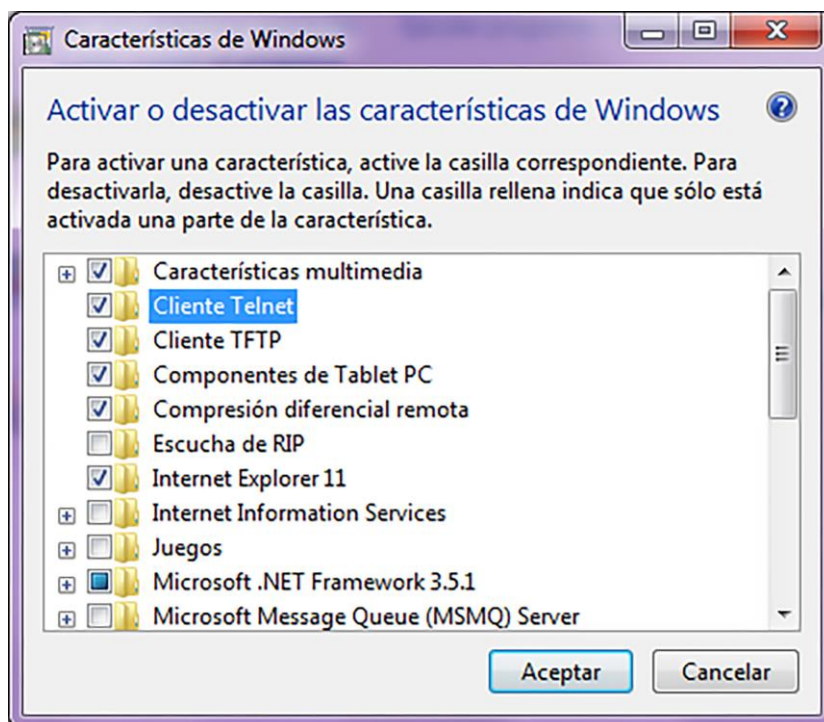 Características de Windows
Activar o desactivar las características de Windows
Para activar una característica, active la casilla correspondiente. Para
desactivarla, desactive la casilla. Una casilla rellena indica que sólo está
activada una parte de la característica.
Características multimedia
Cliente Telnet
Cliente TFTP
Componentes de Tablet PC
Compresión diferencial remota
Escucha de RIP
Internet Explorer 11
Internet Information Services
Juegos
Microsoft .NET Framework 3.5.1
Microsoft Message Queue (MSMQ) Server
Aceptar Cancelar